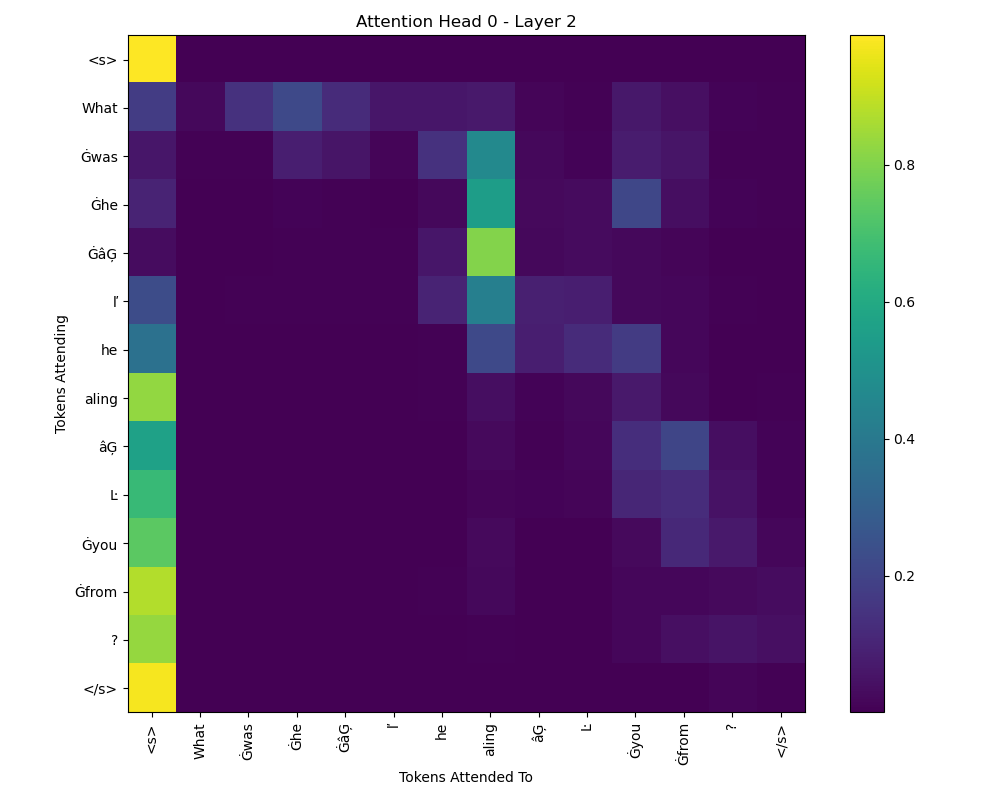 Attention Head 0 - Layer 2
Tokens Attending
<s>
What
Ġwas
Ġhe
ĠâĢ
ľ
he
aling
âĢ
Ŀ
Ġyou
Ġfrom
?
</s>
<s>
What
Ġwas
Ġhe
ĠâĢ
ľ
he
aling
âĢ
Ŀ
Ġyou
Ġfrom
?
</s>
Tokens Attended To
0.8
0.6
0.4
0.2